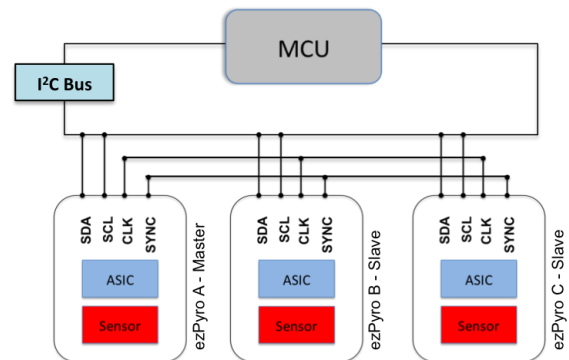 MCU
I²C Bus
SDA
SCL
CLK
SYNC
ASIC
Sensor
ezPyro A - Master
SDA
SCL
CLK
SYNC
ASIC
Sensor
ezPyro B - Slave
SDA
SCL
CLK
SYNC
ASIC
Sensor
ezPyro C - Slave